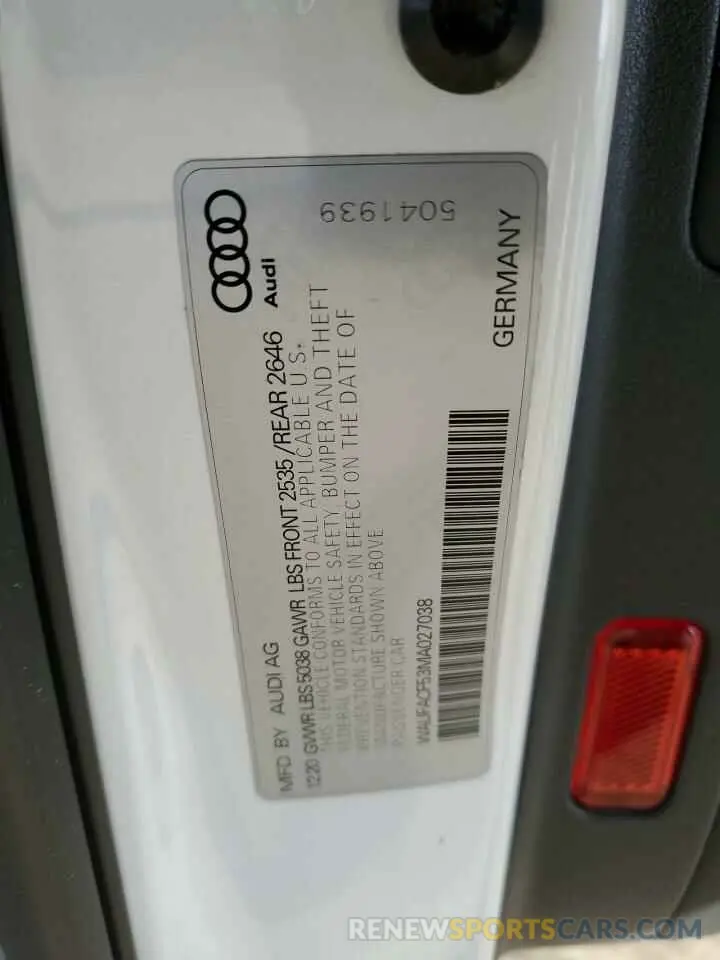 Audi
5041939
MFD BY AUDI AG
12.20 GVWR LBS 5038 GAWR LBS FRONT 2535/REAR 2646
THIS VEHICLE CONFORMS TO ALL APPLICABLE U.S.
FEDERAL MOTOR VEHICLE SAFETY, BUMPER AND THEFT
PREVENTION STANDARDS IN EFFECT ON THE DATE OF
MANUFACTURE SHOWN ABOVE
PASSENGER CAR
WAUFACF53MA027038
GERMANY
RENEWSPORTSCARS.COM